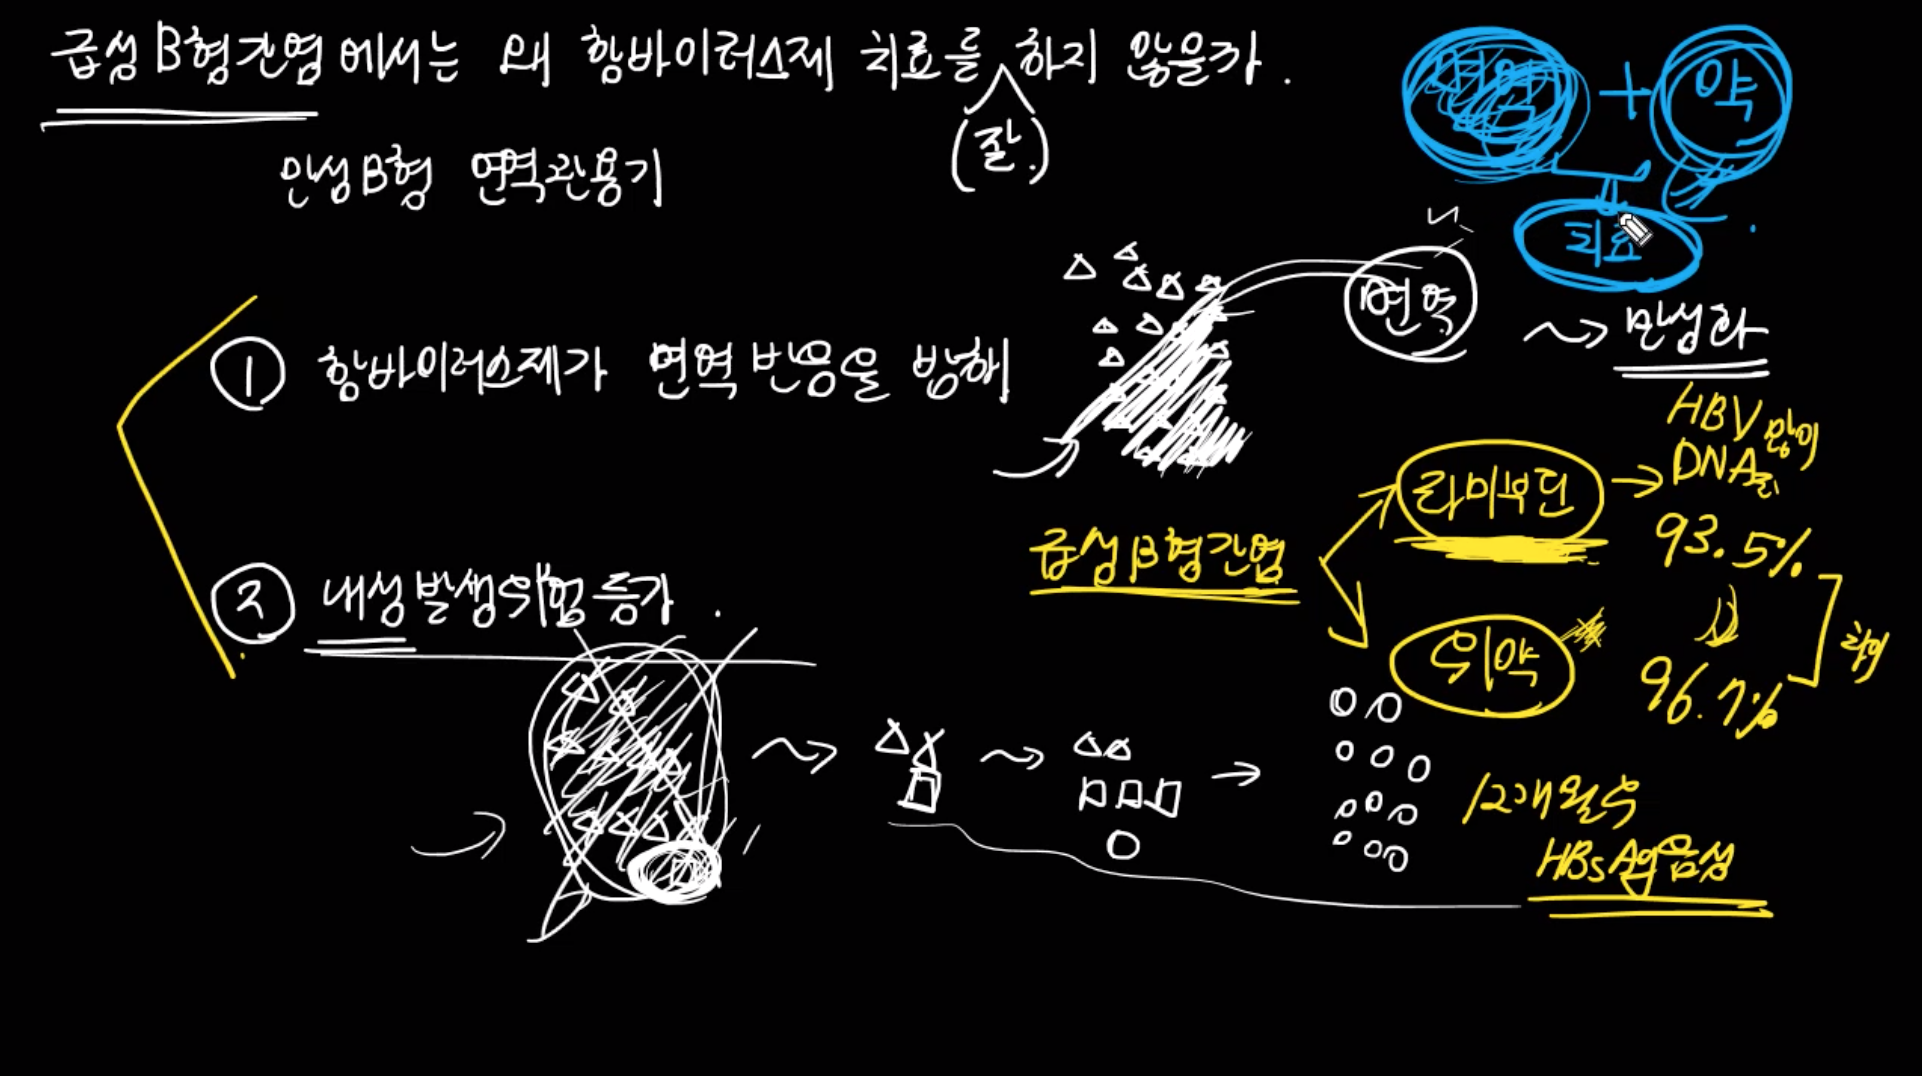 급성 B형간염에서는 왜 항바이러스제 치료를 하지 않을까.
(잘)
만성B형 면역관용기
면역 + 약
치료
① 항바이러스제가 면역 반응을 방해
면역 → 만성화
② 내성발생위험 증가.
급성B형간염
라미부딘 → HBV DNA 많이
93.5%
위약
96.7%
차이
12개월 후
HBsAg 음성